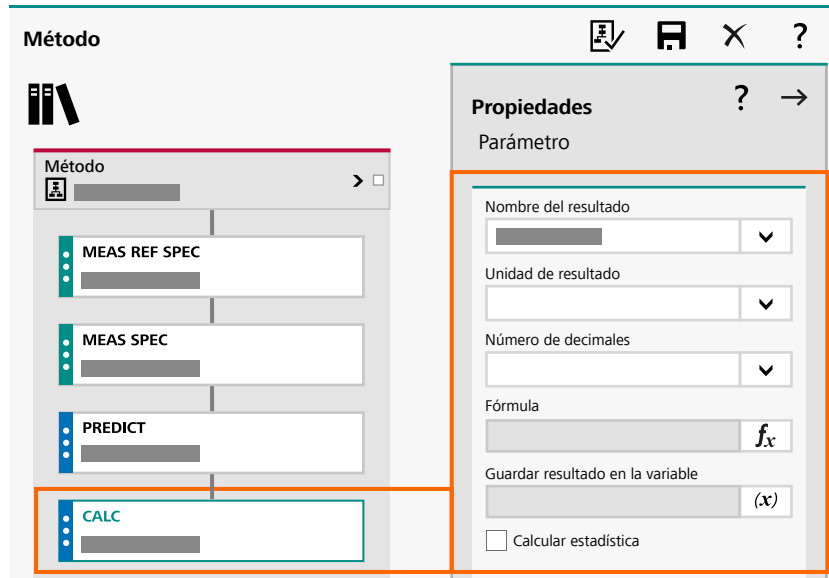 Método
?
Propiedades
?
Parámetro
Método
MEAS REF SPEC
MEAS SPEC
PREDICT
CALC
Nombre del resultado
Unidad de resultado
Número de decimales
Fórmula
fx
Guardar resultado en la variable
(x)
Calcular estadística